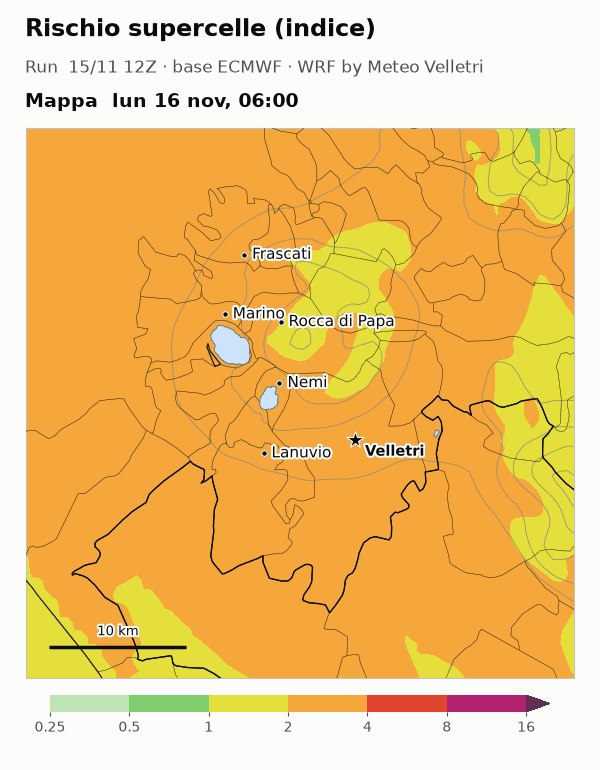 Rischio supercelle (indice)
Run  15/11 12Z · base ECMWF · WRF by Meteo Velletri
Mappa  lun 16 nov, 06:00
Frascati
Marino
Rocca di Papa
Nemi
Velletri
Lanuvio
10 km
0.25 0.5 1 2 4 8 16